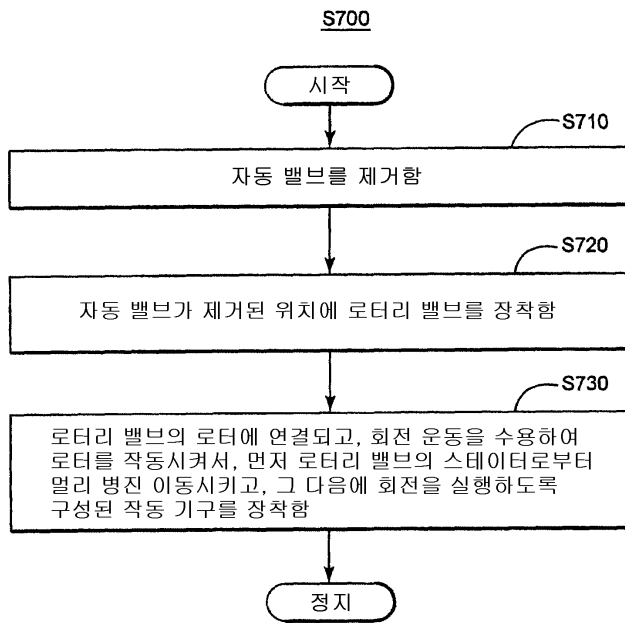 S700
시작
S710
자동 밸브를 제거함
S720
자동 밸브가 제거된 위치에 로터리 밸브를 장착함
S730
로터리 밸브의 로터에 연결되고, 회전 운동을 수용하여
로터를 작동시켜서, 먼저 로터리 밸브의 스테이터로부터
멀리 병진 이동시키고, 그 다음에 회전을 실행하도록
구성된 작동 기구를 장착함
정지